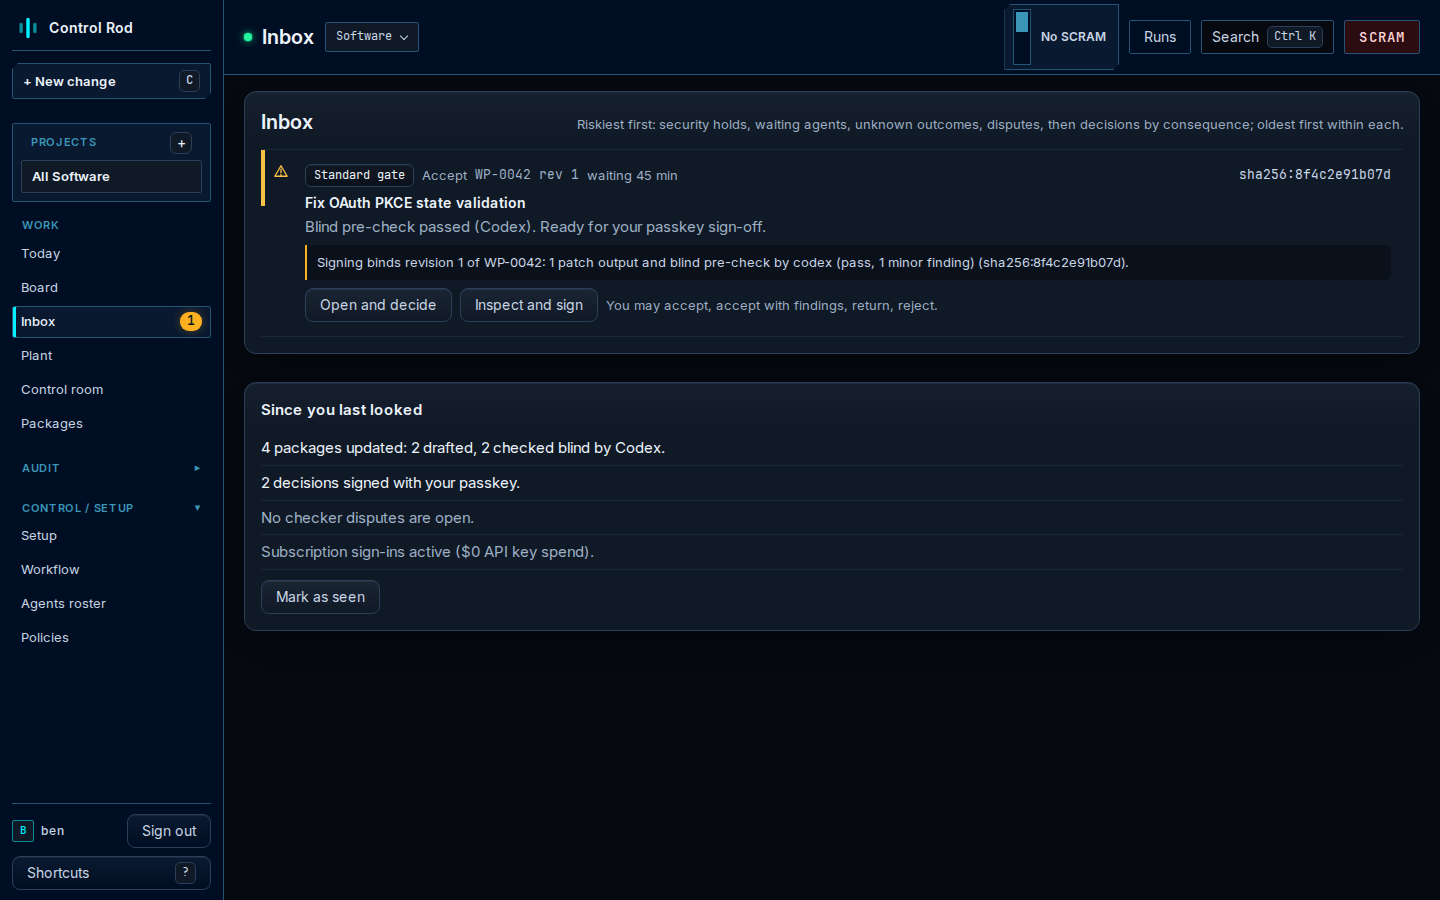 Control Rod
Inbox
Software
No SCRAM
Runs
Search Ctrl K
SCRAM
+ New change C
PROJECTS +
All Software
WORK
Today
Board
Inbox 1
Plant
Control room
Packages
AUDIT
CONTROL / SETUP
Setup
Workflow
Agents roster
Policies
B ben Sign out
Shortcuts ?
Inbox
Riskiest first: security holds, waiting agents, unknown outcomes, disputes, then decisions by consequence; oldest first within each.
Standard gate Accept WP-0042 rev 1 waiting 45 min sha256:8f4c2e91b07d
Fix OAuth PKCE state validation
Blind pre-check passed (Codex). Ready for your passkey sign-off.
Signing binds revision 1 of WP-0042: 1 patch output and blind pre-check by codex (pass, 1 minor finding) (sha256:8f4c2e91b07d).
Open and decide Inspect and sign You may accept, accept with findings, return, reject.
Since you last looked
4 packages updated: 2 drafted, 2 checked blind by Codex.
2 decisions signed with your passkey.
No checker disputes are open.
Subscription sign-ins active ($0 API key spend).
Mark as seen